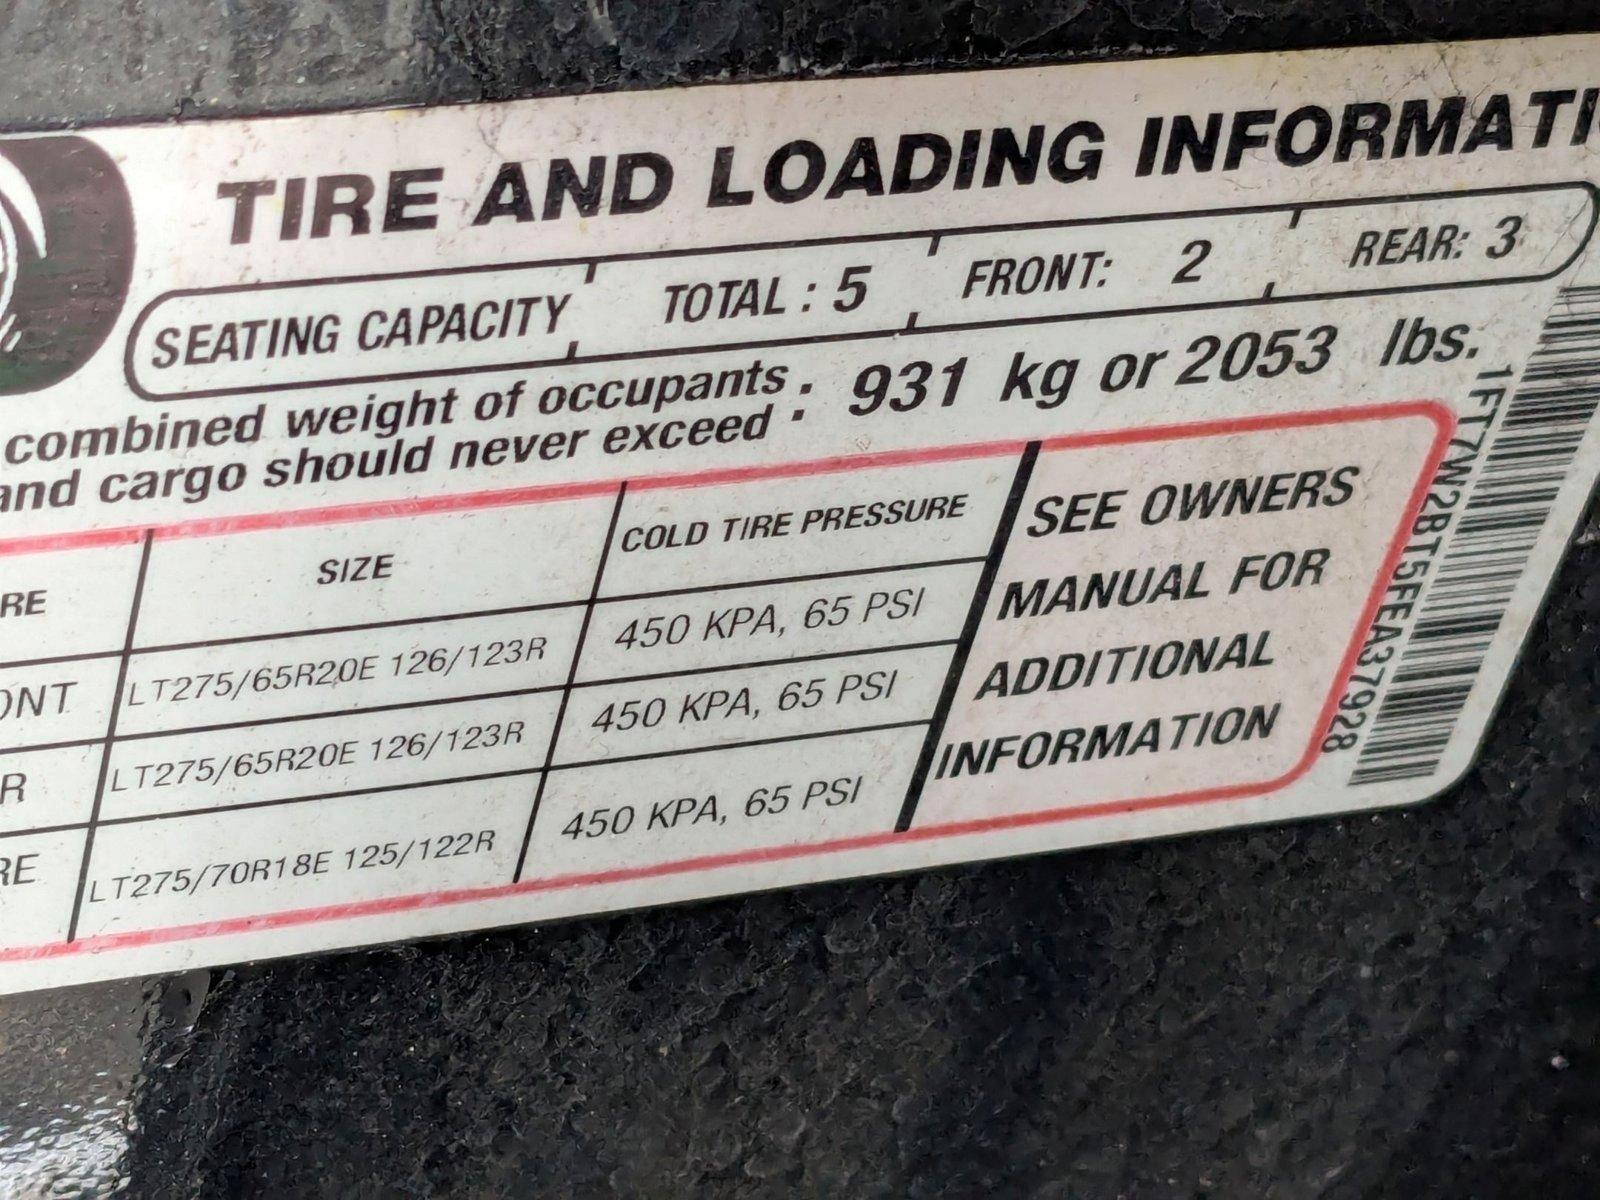 TIRE AND LOADING INFORMATI
SEATING CAPACITY TOTAL : 5 FRONT: 2 REAR: 3
combined weight of occupants
and cargo should never exceed : 931 kg or 2053 lbs.
RE SIZE COLD TIRE PRESSURE
ONT LT275/65R20E 126/123R 450 KPA, 65 PSI
R LT275/65R20E 126/123R 450 KPA, 65 PSI
RE LT275/70R18E 125/122R 450 KPA, 65 PSI
SEE OWNERS
MANUAL FOR
ADDITIONAL
INFORMATION
1FT7W2BT5FEA37928